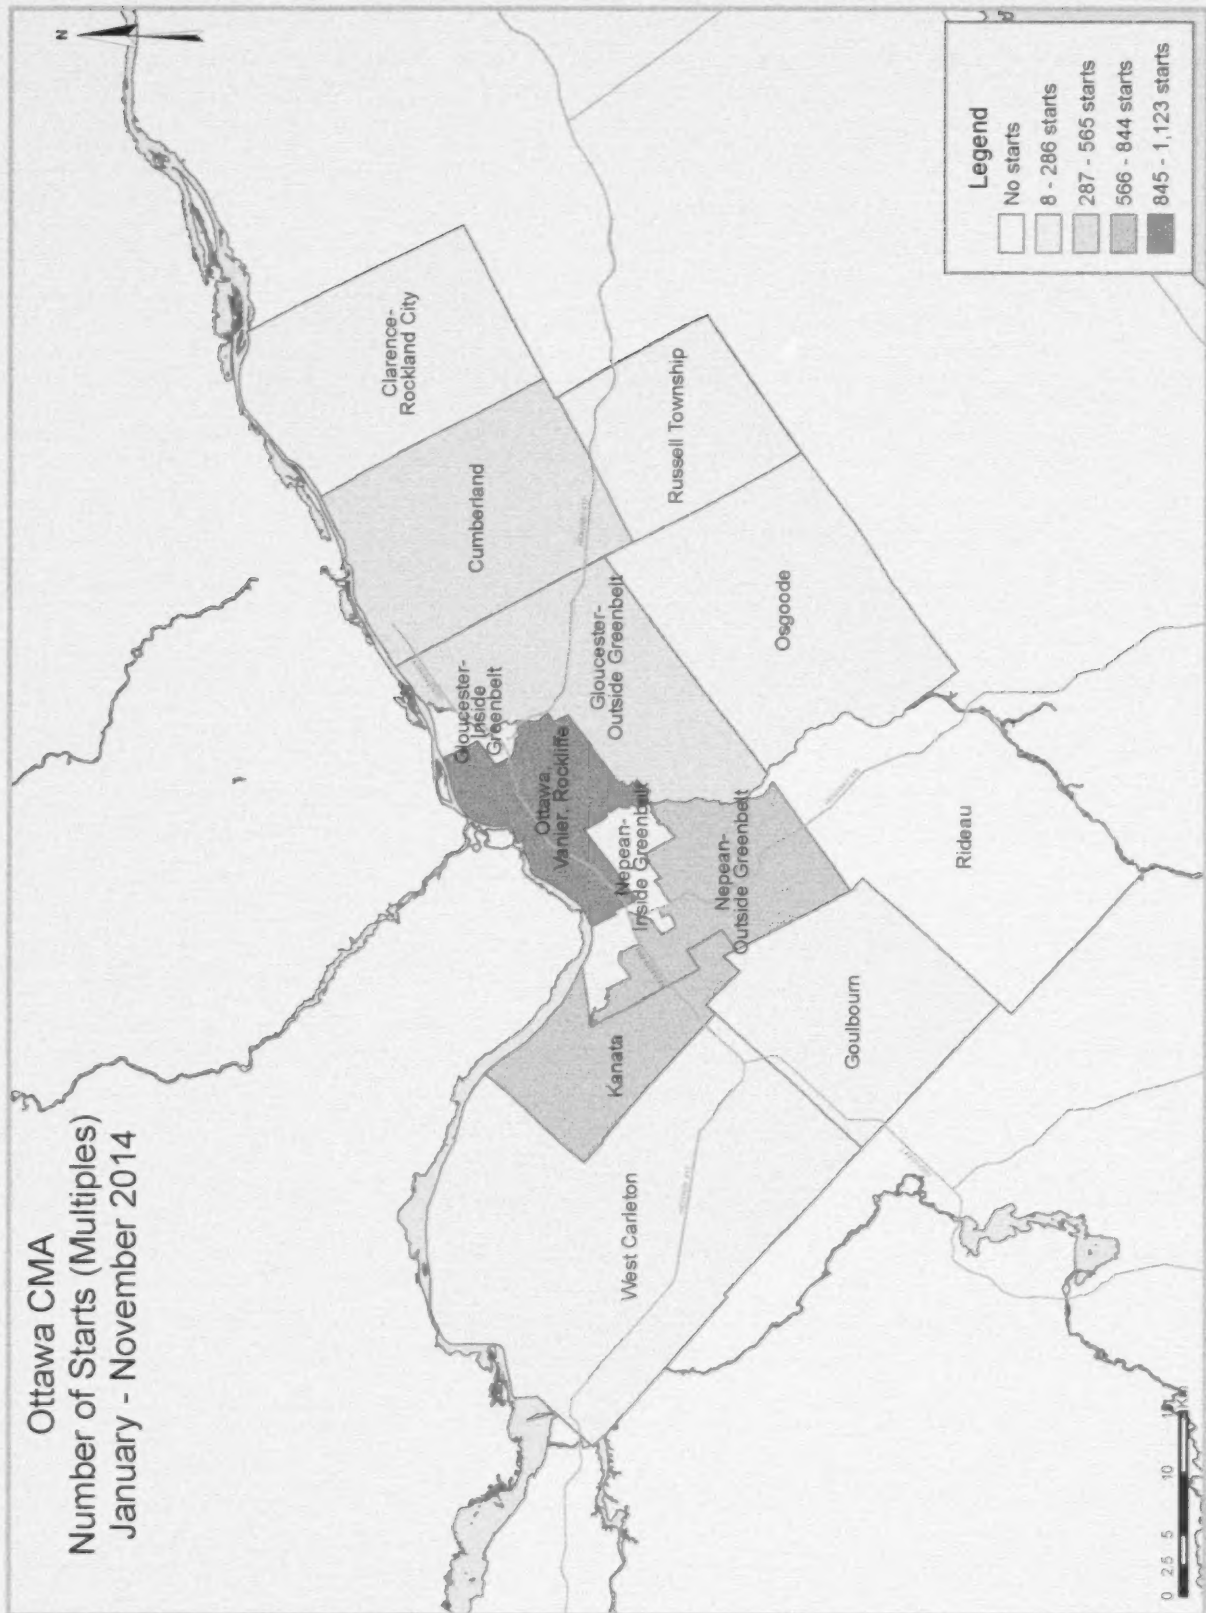 Ottawa CMA
Number of Starts (Multiples)
January - November 2014
N
Clarence-
Rockland City
Cumberland
Russell Township
Gloucester-
Inside
Greenbelt
Gloucester-
Outside Greenbelt
Osgoode
Ottawa,
Vanier, Rockliffe
Nepean-
Inside Greenbelt
Nepean-
Outside Greenbelt
Rideau
Kanata
Goulbourn
West Carleton
Legend
No starts
8 - 286 starts
287 - 565 starts
566 - 844 starts
845 - 1,123 starts
0 2.5 5 10